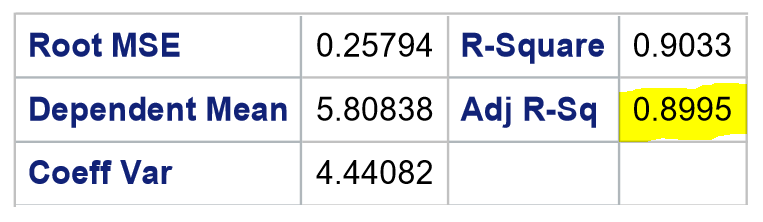 Root MSE 0.25794 R-Square 0.9033
Dependent Mean 5.80838 Adj R-Sq 0.8995
Coeff Var 4.44082